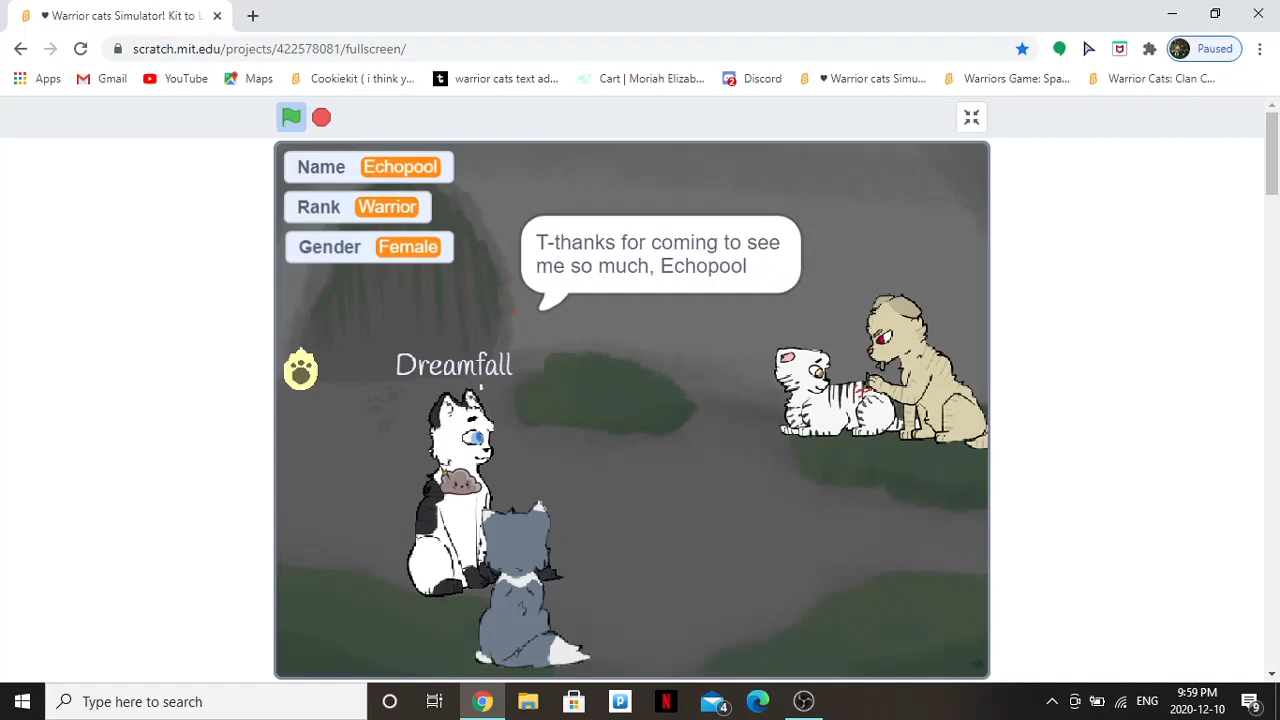 ♥ Warrior cats Simulator! Kit to L
scratch.mit.edu/projects/422578081/fullscreen/
Paused
Apps
Gmail
YouTube
Maps
Cookiekit ( i think y...
t
warrior cats text ad...
Cart | Moriah Elizab...
2
Discord
♥ Warrior cats Simu...
Warriors Game: Spa...
Warrior Cats: Clan C...
Name Echopool
Rank Warrior
Gender Female
T-thanks for coming to see
me so much, Echopool
Dreamfall
Type here to search
P
N
4
ENG
9:59 PM
2020-12-10
9